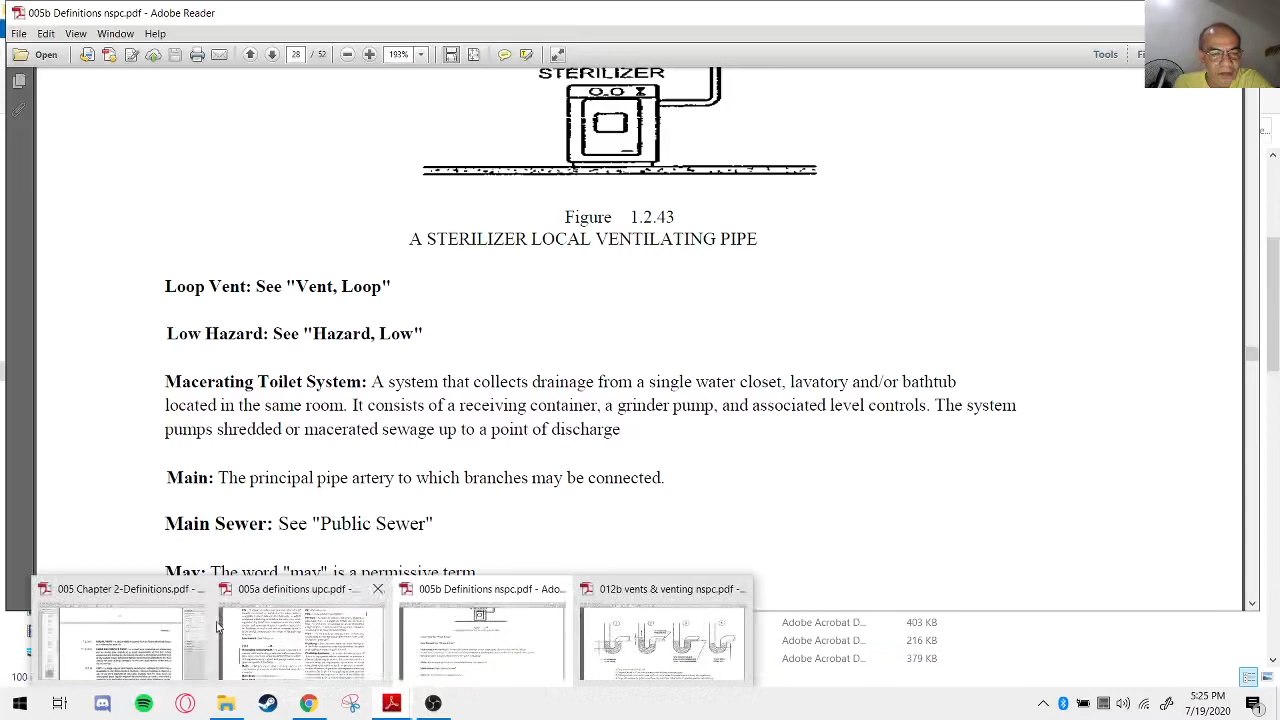 005b Definitions nspc.pdf - Adobe Reader
File Edit View Window Help
Open 28 / 52 193% Tools
STERILIZER
Figure 1.2.43
A STERILIZER LOCAL VENTILATING PIPE
Loop Vent: See "Vent, Loop"
Low Hazard: See "Hazard, Low"
Macerating Toilet System: A system that collects drainage from a single water closet, lavatory and/or bathtub
located in the same room. It consists of a receiving container, a grinder pump, and associated level controls. The system
pumps shredded or macerated sewage up to a point of discharge
Main: The principal pipe artery to which branches may be connected.
Main Sewer: See "Public Sewer"
May: The word "may" is a permissive term
005 Chapter 2-Definitions.pdf - ... 005a definitions upc.pdf - ... 005b Definitions nspc.pdf - Ado... 012b vents & venting nspc.pdf - ...
Adobe Acrobat D... 403 KB
Adobe Acrobat D... 216 KB
Adobe Acrobat D... 379 KB
100
5:25 PM
7/19/2020